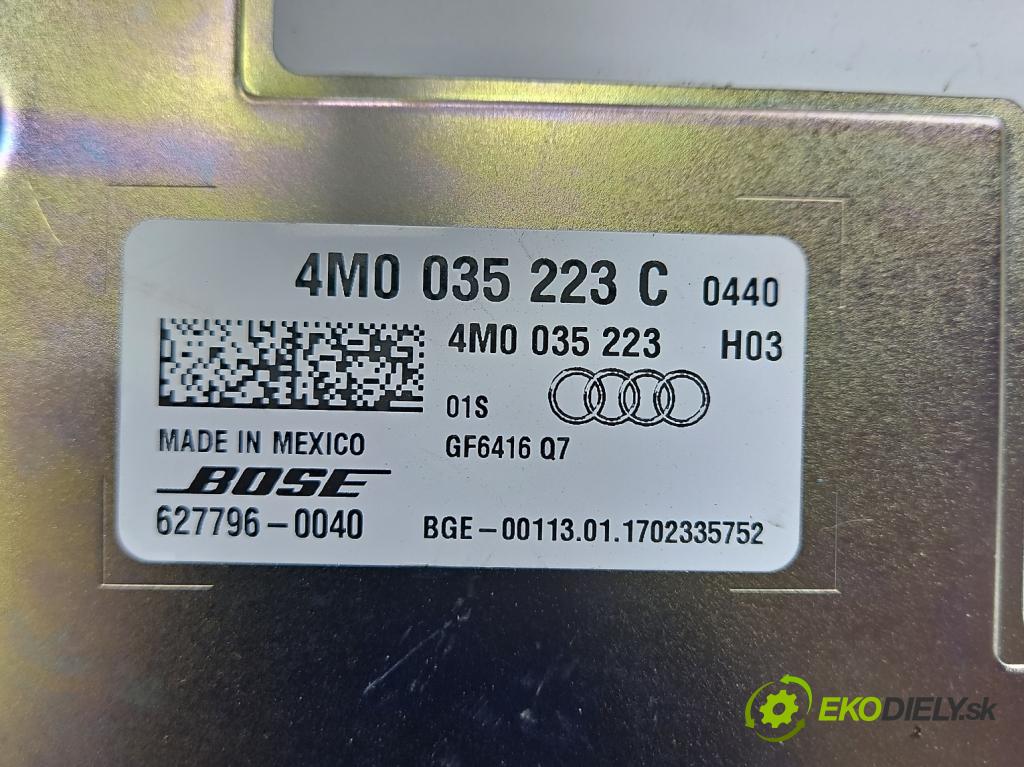 4M0 035 223 C 0440
4M0 035 223 H03
01S
MADE IN MEXICO GF6416 Q7
BOSE
627796-0040 BGE-00113.01.1702335752
EKODIELY.sk